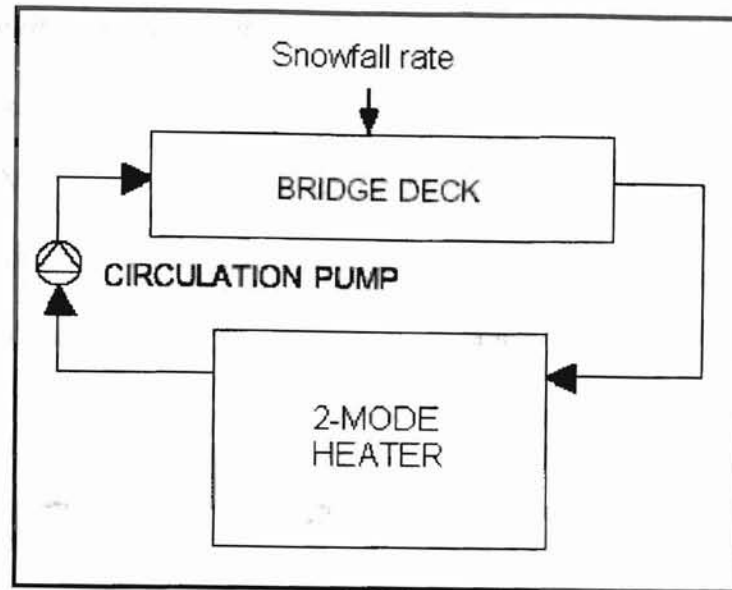 Snowfall rate
BRIDGE DECK
CIRCULATION PUMP
2-MODE
HEATER